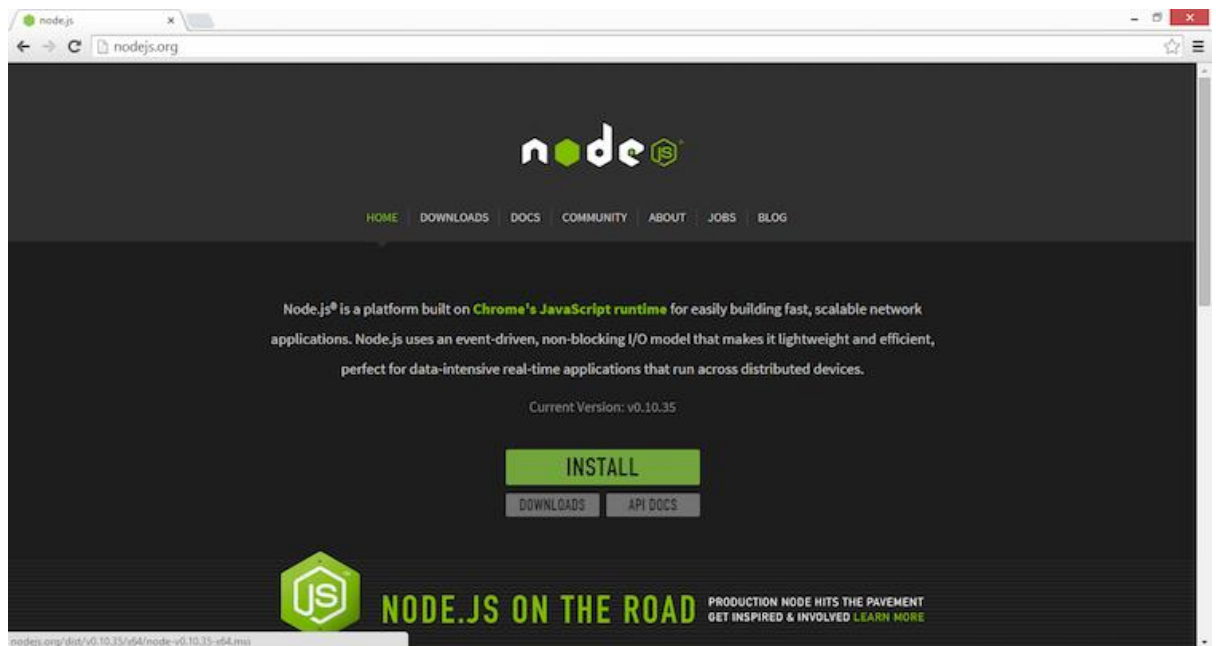 node.js
nodejs.org
node JS
HOME DOWNLOADS DOCS COMMUNITY ABOUT JOBS BLOG
Node.js® is a platform built on Chrome's JavaScript runtime for easily building fast, scalable network
applications. Node.js uses an event-driven, non-blocking I/O model that makes it lightweight and efficient,
perfect for data-intensive real-time applications that run across distributed devices.
Current Version: v0.10.35
INSTALL
DOWNLOADS API DOCS
JS
NODE.JS ON THE ROAD
PRODUCTION NODE HITS THE PAVEMENT
GET INSPIRED & INVOLVED LEARN MORE
nodejs.org/dist/v0.10.35/x64/node-v0.10.35-x64.msi